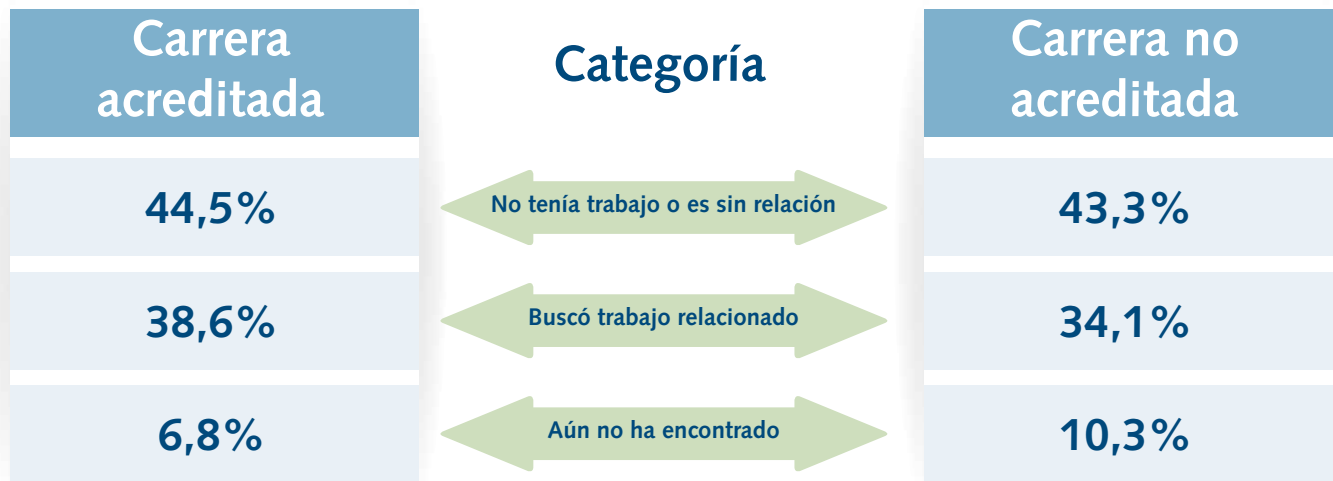 Carrera
acreditada
Categoría
Carrera no
acreditada
44,5%
No tenía trabajo o es sin relación
43,3%
38,6%
Buscó trabajo relacionado
34,1%
6,8%
Aún no ha encontrado
10,3%